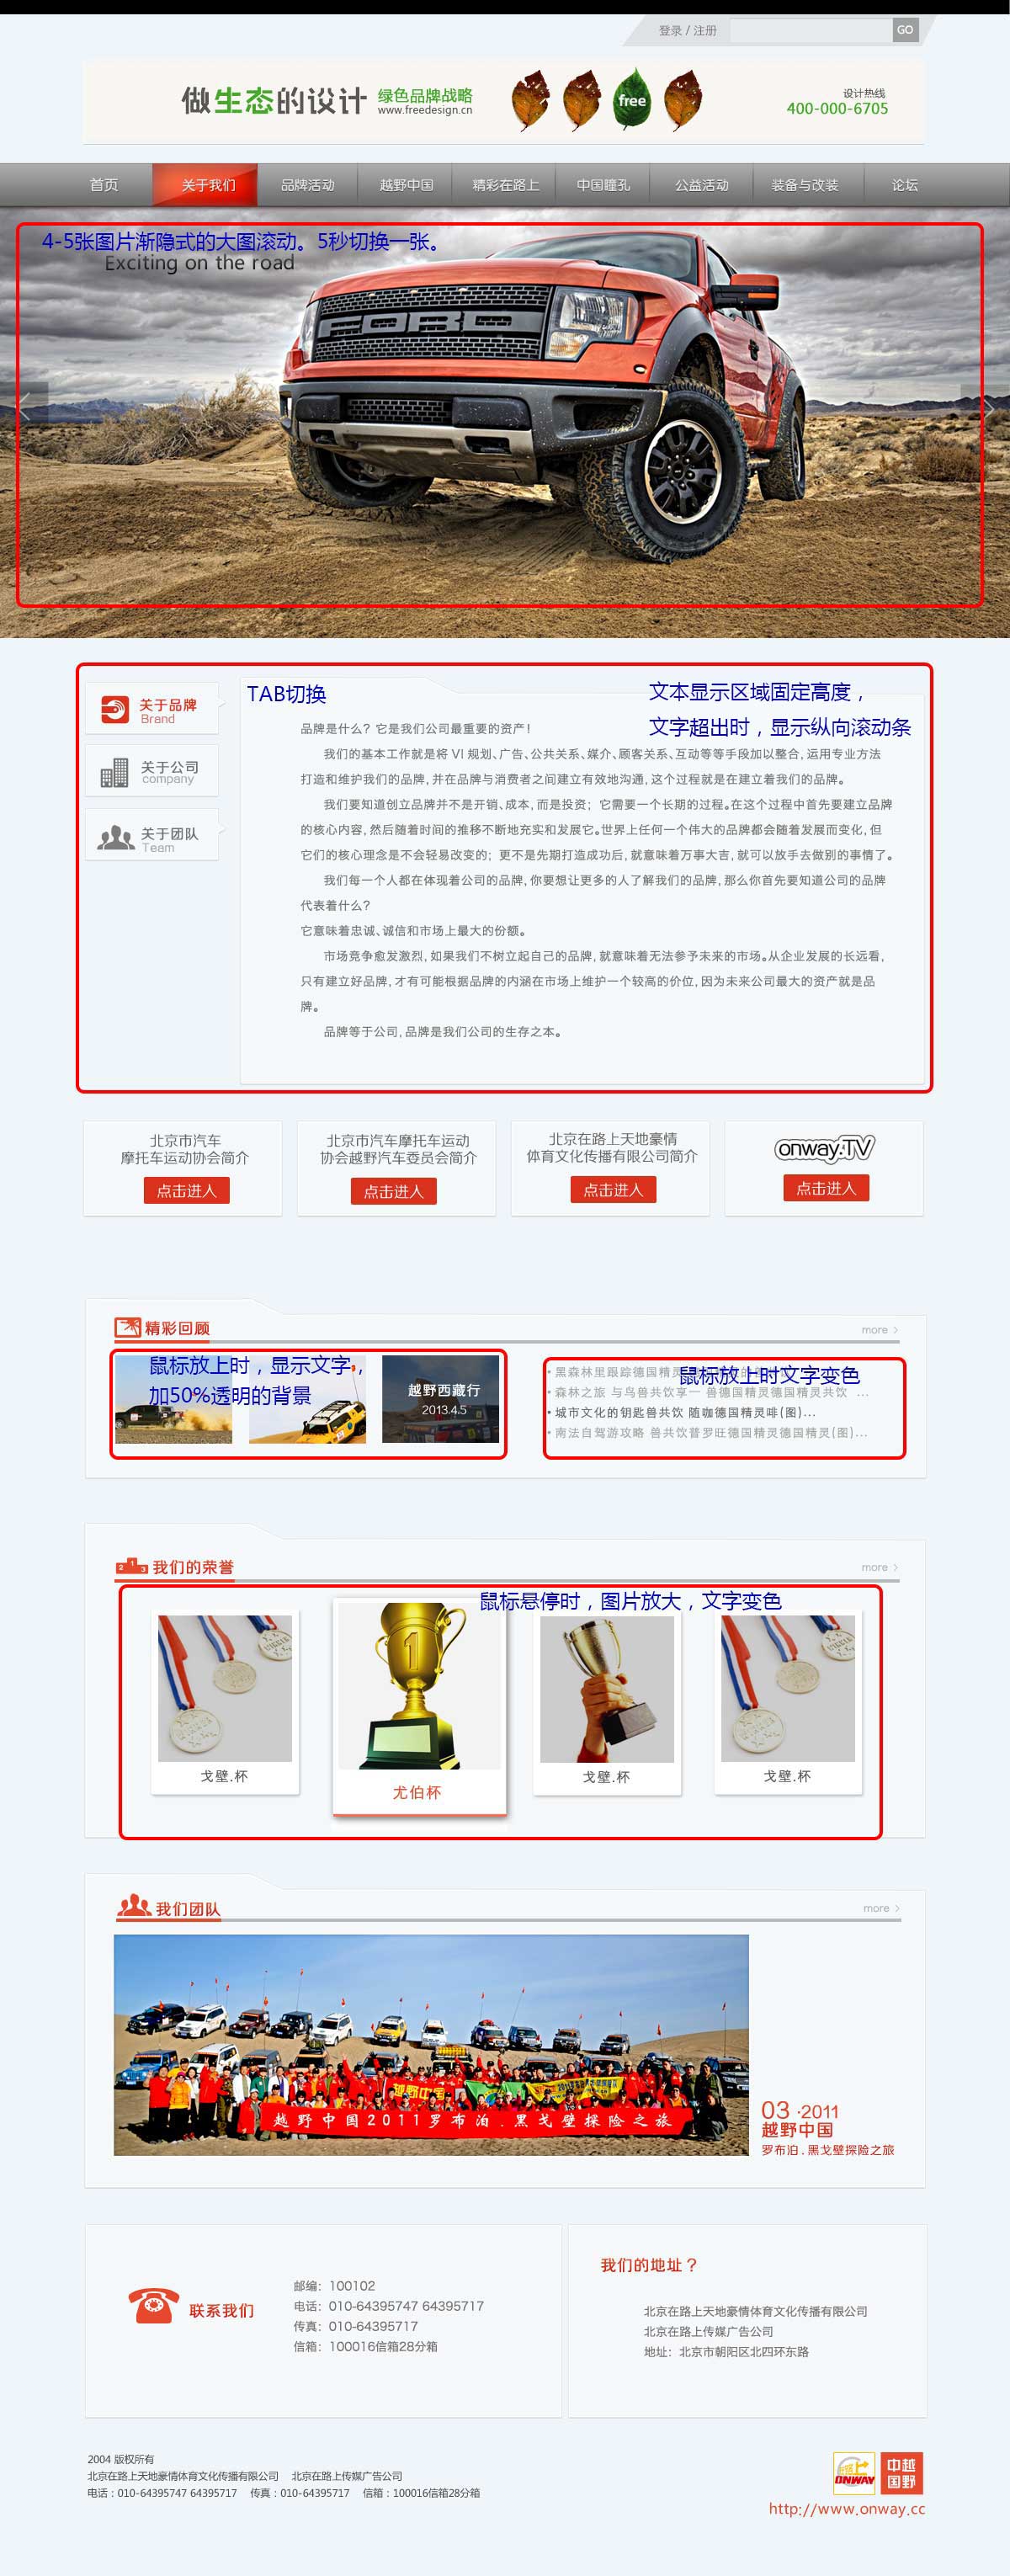 登录 / 注册
GO
做生态的设计
绿色品牌战略
www.freedesign.cn
free
设计热线
400-000-6705
首页
关于我们
品牌活动
越野中国
精彩在路上
中国瞳孔
公益活动
装备与改装
论坛
4-5张图片渐隐式的大图滚动。5秒切换一张。
Exciting on the road
FORD
关于品牌
Brand
关于公司
company
关于团队
Team
TAB切换
文本显示区域固定高度，
文字超出时，显示纵向滚动条
品牌是什么？它是我们公司最重要的资产！
我们的基本工作就是将 VI 规划、广告、公共关系、媒介、顾客关系、互动等等手段加以整合，运用专业方法
打造和维护我们的品牌，并在品牌与消费者之间建立有效地沟通，这个过程就是在建立着我们的品牌。
我们要知道创立品牌并不是开销、成本，而是投资；它需要一个长期的过程。在这个过程中首先要建立品牌
的核心内容，然后随着时间的推移不断地充实和发展它。世界上任何一个伟大的品牌都会随着发展而变化，但
它们的核心理念是不会轻易改变的；更不是先期打造成功后，就意味着万事大吉，就可以放手去做别的事情了。
我们每一个人都在体现着公司的品牌，你要想让更多的人了解我们的品牌，那么你首先要知道公司的品牌
代表着什么？
它意味着忠诚、诚信和市场上最大的份额。
市场竞争愈发激烈，如果我们不树立起自己的品牌，就意味着无法参予未来的市场。从企业发展的长远看，
只有建立好品牌，才有可能根据品牌的内涵在市场上维护一个较高的价位，因为未来公司最大的资产就是品
牌。
品牌等于公司，品牌是我们公司的生存之本。
北京市汽车
摩托车运动协会简介
点击进入
北京市汽车摩托车运动
协会越野汽车委员会简介
点击进入
北京在路上天地豪情
体育文化传播有限公司简介
点击进入
onway.TV
点击进入
精彩回顾
more >
鼠标放上时，显示文字，
加50%透明的背景
越野西藏行
2013.4.5
鼠标放上时文字变色
• 黑森林里跟踪德国精灵
• 森林之旅 与鸟兽共饮享一 兽德国精灵德国精灵共饮 ...
• 城市文化的钥匙兽共饮 随咖德国精灵啡(图)...
• 南法自驾游攻略 兽共饮普罗旺德国精灵德国精灵(图)...
我们的荣誉
more >
鼠标悬停时，图片放大，文字变色
戈壁.杯
尤伯杯
戈壁.杯
戈壁.杯
我们团队
more >
越野中国
越野中国2011罗布泊.黑戈壁探险之旅
03 ·2011
越野中国
罗布泊.黑戈壁探险之旅
联系我们
邮编：100102
电话：010-64395747 64395717
传真：010-64395717
信箱：100016信箱28分箱
我们的地址？
北京在路上天地豪情体育文化传播有限公司
北京在路上传媒广告公司
地址：北京市朝阳区北四环东路
2004 版权所有
北京在路上天地豪情体育文化传播有限公司 北京在路上传媒广告公司
电话：010-64395747 64395717 传真：010-64395717 信箱：100016信箱28分箱
ONWAY
中越
国野
http://www.onway.cc